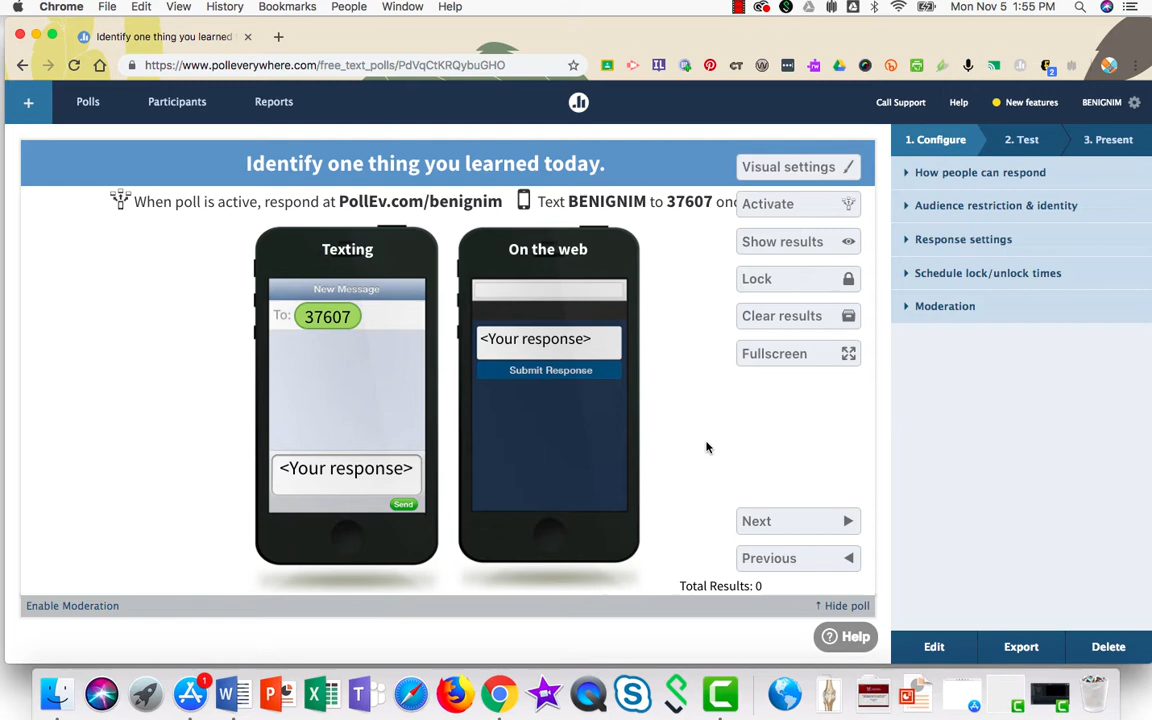 Chrome File Edit View History Bookmarks People Window Help Mon Nov 5 1:55 PM
Identify one thing you learned
https://www.polleverywhere.com/free_text_polls/PdVqCtKRQybuGHO
Polls Participants Reports Call Support Help New features BENIGNIM
1. Configure 2. Test 3. Present
Identify one thing you learned today.
When poll is active, respond at PollEv.com/benignim Text BENIGNIM to 37607 onc
Visual settings
Activate
Show results
Lock
Clear results
Fullscreen
Next
Previous
Texting
New Message
To: 37607
<Your response>
Send
On the web
<Your response>
Submit Response
Total Results: 0
Enable Moderation ↑ Hide poll
Help
How people can respond
Audience restriction & identity
Response settings
Schedule lock/unlock times
Moderation
Edit Export Delete